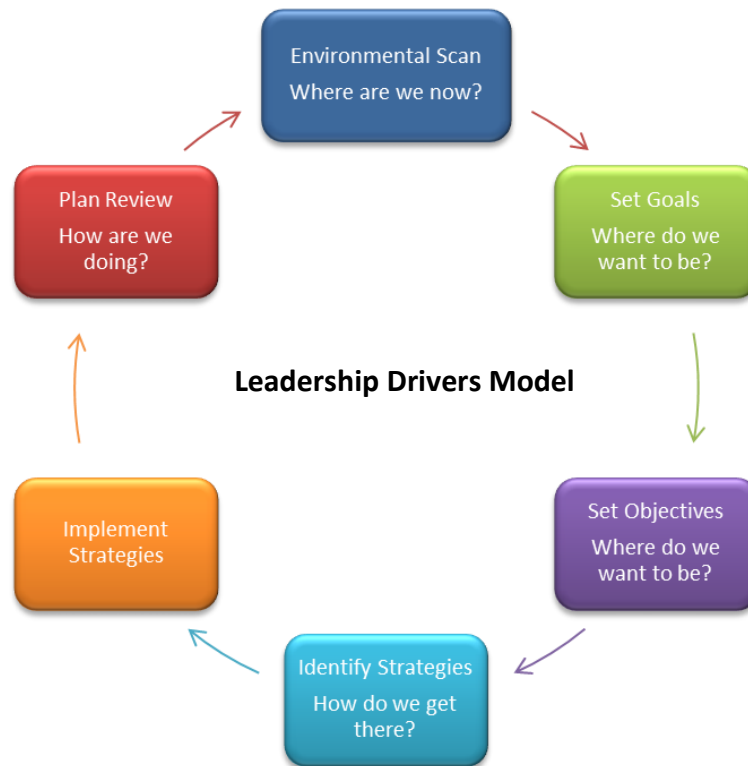 Environmental Scan
Where are we now?
Set Goals
Where do we
want to be?
Set Objectives
Where do we
want to be?
Identify Strategies
How do we get
there?
Implement
Strategies
Plan Review
How are we
doing?
Leadership Drivers Model